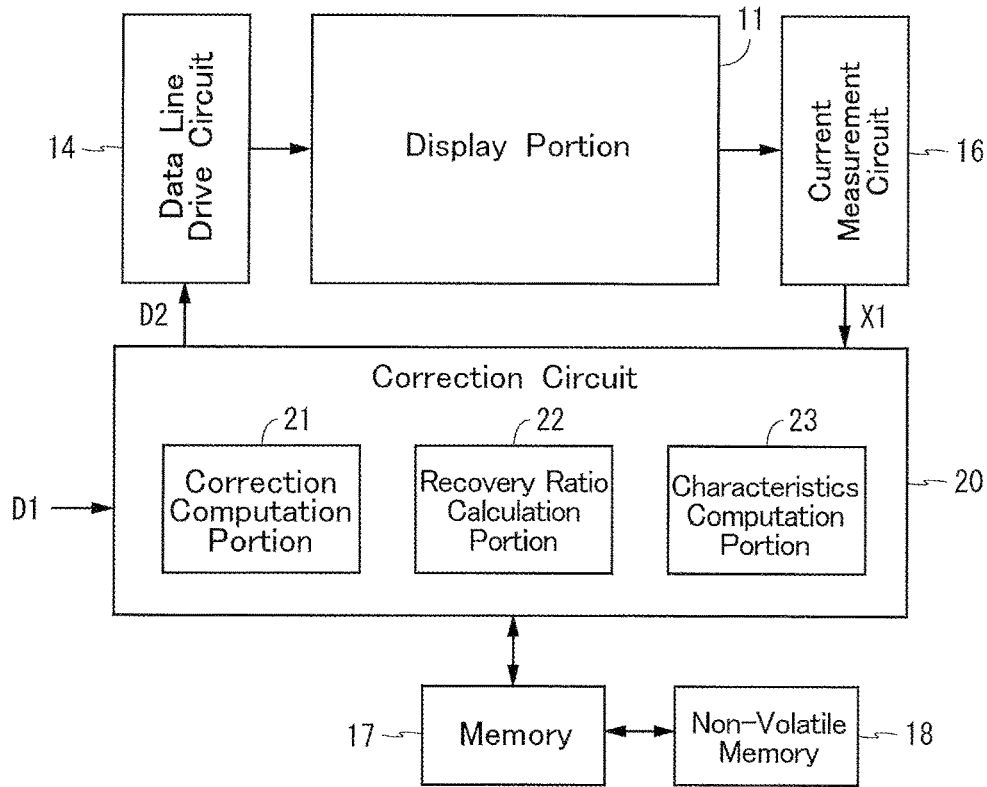 11
14
Data Line
Drive Circuit
Display Portion
Current
Measurement
Circuit
16
D2
X1
Correction Circuit
21
22
23
Correction
Computation
Portion
Recovery Ratio
Calculation
Portion
Characteristics
Computation
Portion
D1
20
17
Memory
Non-Volatile
Memory
18